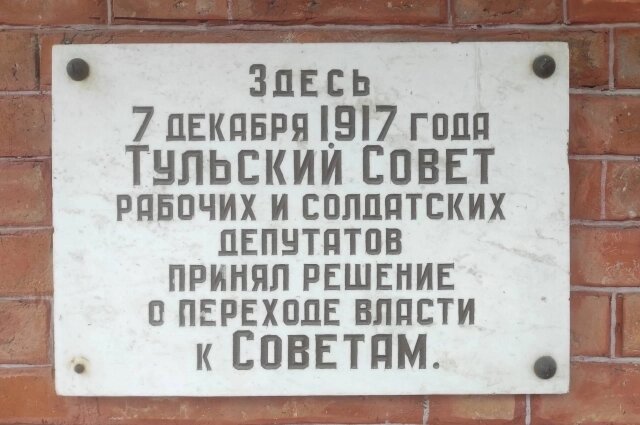 Здесь
7 декабря 1917 года
Тульский Совет
рабочих и солдатских
депутатов
принял решение
о переходе власти
к Советам.